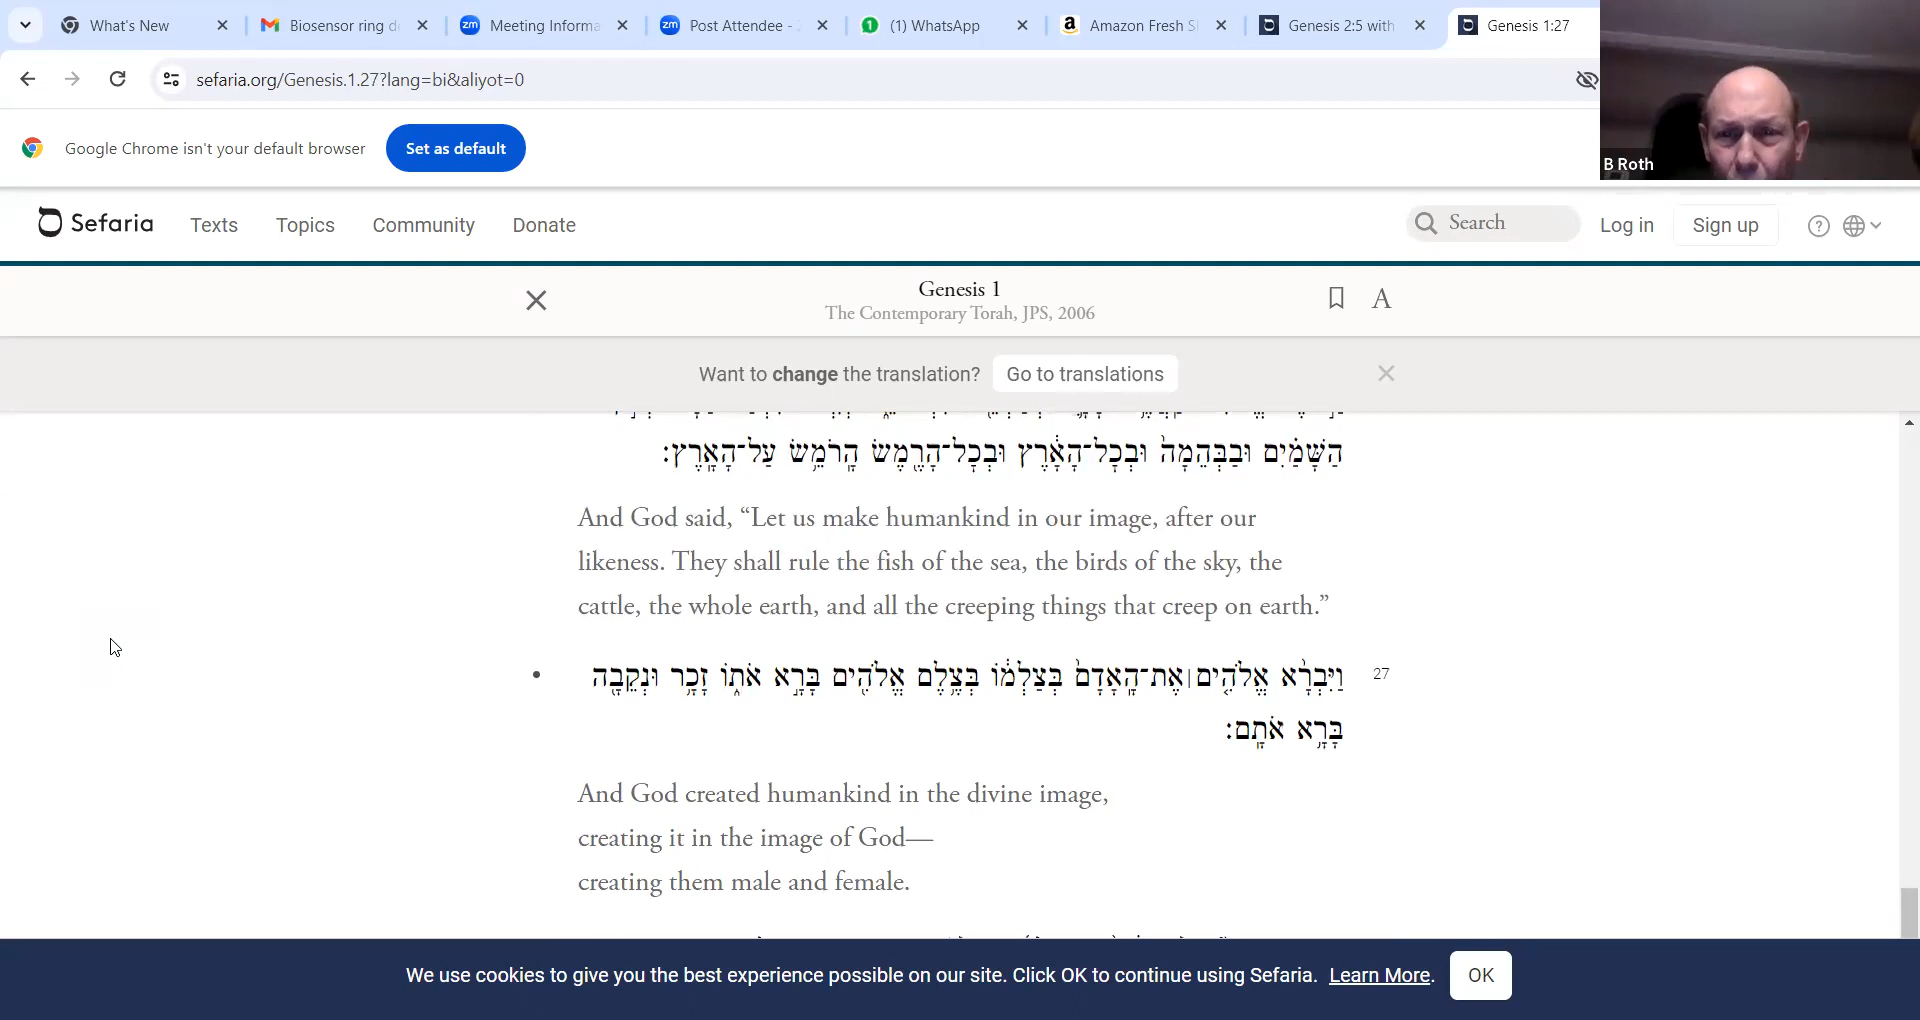 What's New
Biosensor ring d
Meeting Informa
Post Attendee -
(1) WhatsApp
Amazon Fresh S
Genesis 2:5 with
Genesis 1:27
sefaria.org/Genesis.1.27?lang=bi&aliyot=0
Google Chrome isn't your default browser
Set as default
B Roth
Sefaria
Texts
Topics
Community
Donate
Search
Log in
Sign up
Genesis 1
The Contemporary Torah, JPS, 2006
A
Want to change the translation?
Go to translations
הַשָּׁמַ֗יִם וּבַבְּהֵמָה֙ וּבְכׇל־הָאָ֔רֶץ וּבְכׇל־הָרֶ֖מֶשׂ הָֽרֹמֵ֥שׂ עַל־הָאָֽרֶץ׃
And God said, “Let us make humankind in our image, after our
likeness. They shall rule the fish of the sea, the birds of the sky, the
cattle, the whole earth, and all the creeping things that creep on earth.”
27
וַיִּבְרָ֨א אֱלֹהִ֤ים ׀ אֶת־הָֽאָדָם֙ בְּצַלְמ֔וֹ בְּצֶ֥לֶם אֱלֹהִ֖ים בָּרָ֣א אֹת֑וֹ זָכָ֥ר וּנְקֵבָ֖ה
בָּרָ֥א אֹתָֽם׃
And God created humankind in the divine image,
creating it in the image of God—
creating them male and female.
We use cookies to give you the best experience possible on our site. Click OK to continue using Sefaria. Learn More.
OK